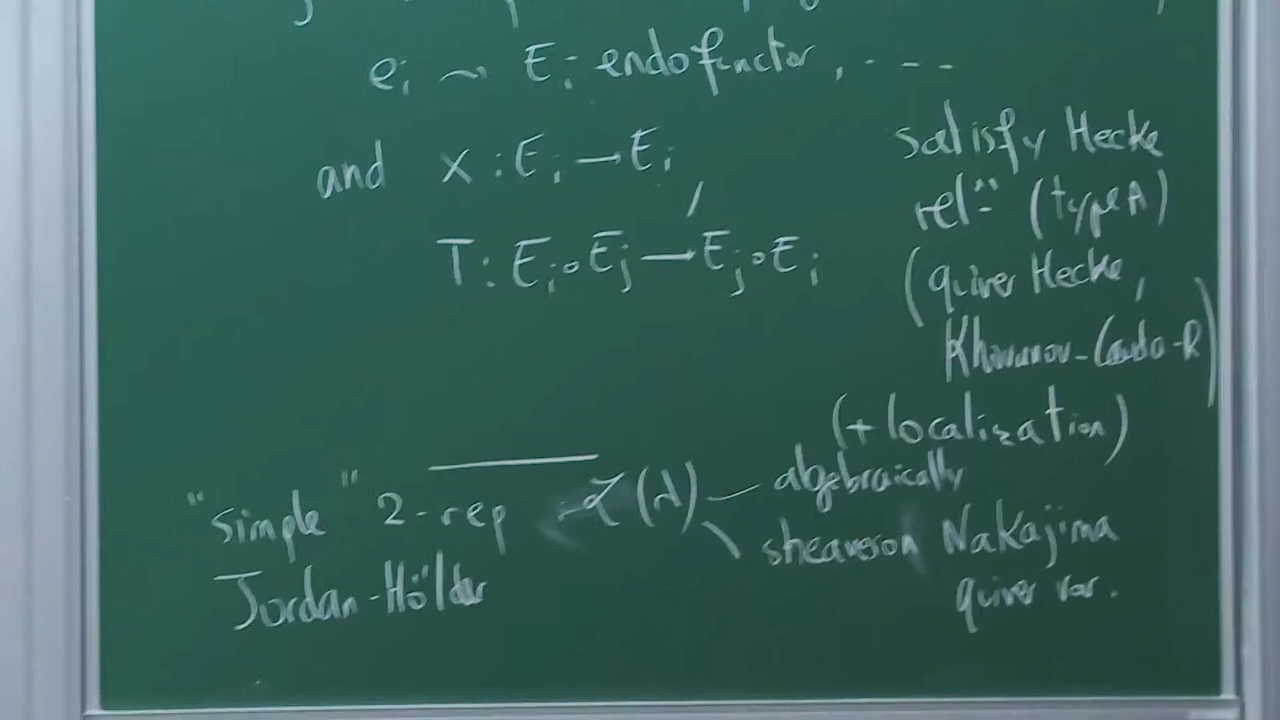 eᵢ ⇝ Eᵢ endofunctor, ----
and X : Eᵢ → Eᵢ
T : Eᵢ∘Eⱼ → Eⱼ∘Eᵢ
satisfy Hecke
relⁿˢ (type A)
(quiver Hecke,
Khovanov-Lauda-R)
(+ localization)
"simple" 2-rep L(λ) — algebraically
sheaves on Nakajima
quiver var.
Jordan-Hölder